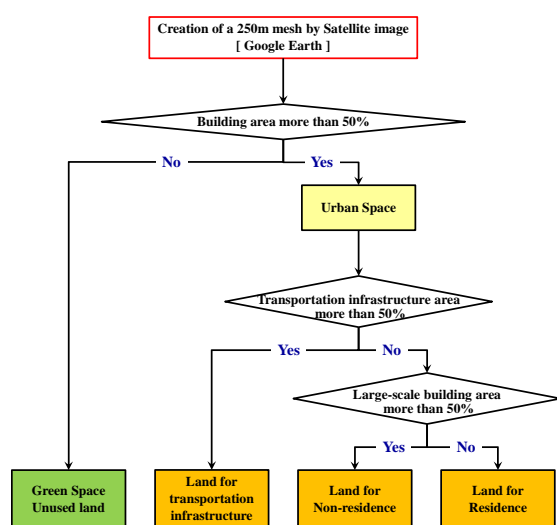 Creation of a 250m mesh by Satellite image
[ Google Earth ]
Building area more than 50%
No
Yes
Urban Space
Transportation infrastructure area
more than 50%
Yes
No
Large-scale building area
more than 50%
Yes
No
Green Space
Unused land
Land for
transportation
infrastructure
Land for
Non-residence
Land for
Residence